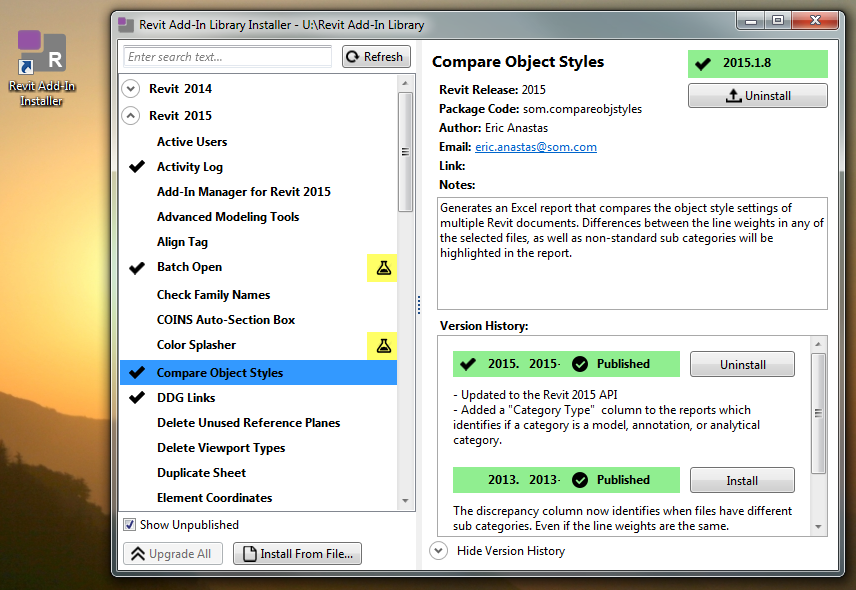 R
Revit Add-In
Installer
Revit Add-In Library Installer - U:\Revit Add-In Library
Enter search text...
Refresh
Revit 2014
Revit 2015
Active Users
Activity Log
Add-In Manager for Revit 2015
Advanced Modeling Tools
Align Tag
Batch Open
Check Family Names
COINS Auto-Section Box
Color Splasher
Compare Object Styles
DDG Links
Delete Unused Reference Planes
Delete Viewport Types
Duplicate Sheet
Element Coordinates
Show Unpublished
Upgrade All
Install From File...
Compare Object Styles
2015.1.8
Uninstall
Revit Release: 2015
Package Code: som.compareobjstyles
Author: Eric Anastas
Email: eric.anastas@som.com
Link:
Notes:
Generates an Excel report that compares the object style settings of
multiple Revit documents. Differences between the line weights in any of
the selected files, as well as non-standard sub categories will be
highlighted in the report.
Version History:
2015. 2015- Published
Uninstall
- Updated to the Revit 2015 API
- Added a "Category Type" column to the reports which
identifies if a category is a model, annotation, or analytical
category.
2013. 2013- Published
Install
The discrepancy column now identifies when files have different
sub categories. Even if the line weights are the same.
Hide Version History